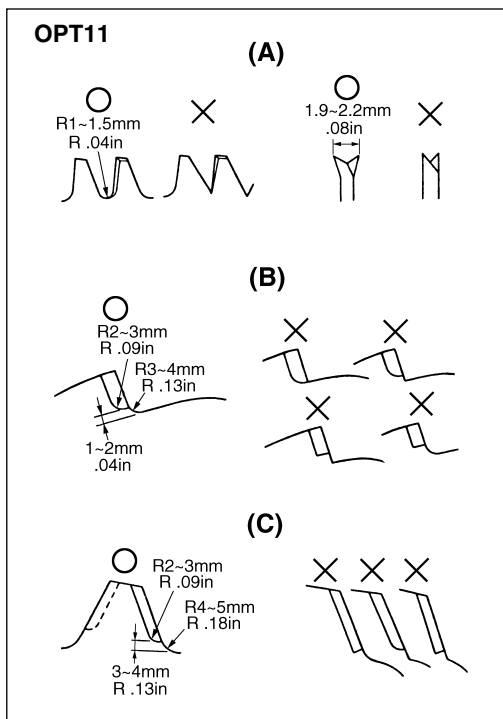 OPT11
(A)
R1~1.5mm
R .04in
1.9~2.2mm
.08in
(B)
R2~3mm
R .09in
R3~4mm
R .13in
1~2mm
.04in
(C)
R2~3mm
R .09in
R4~5mm
R .18in
3~4mm
R .13in